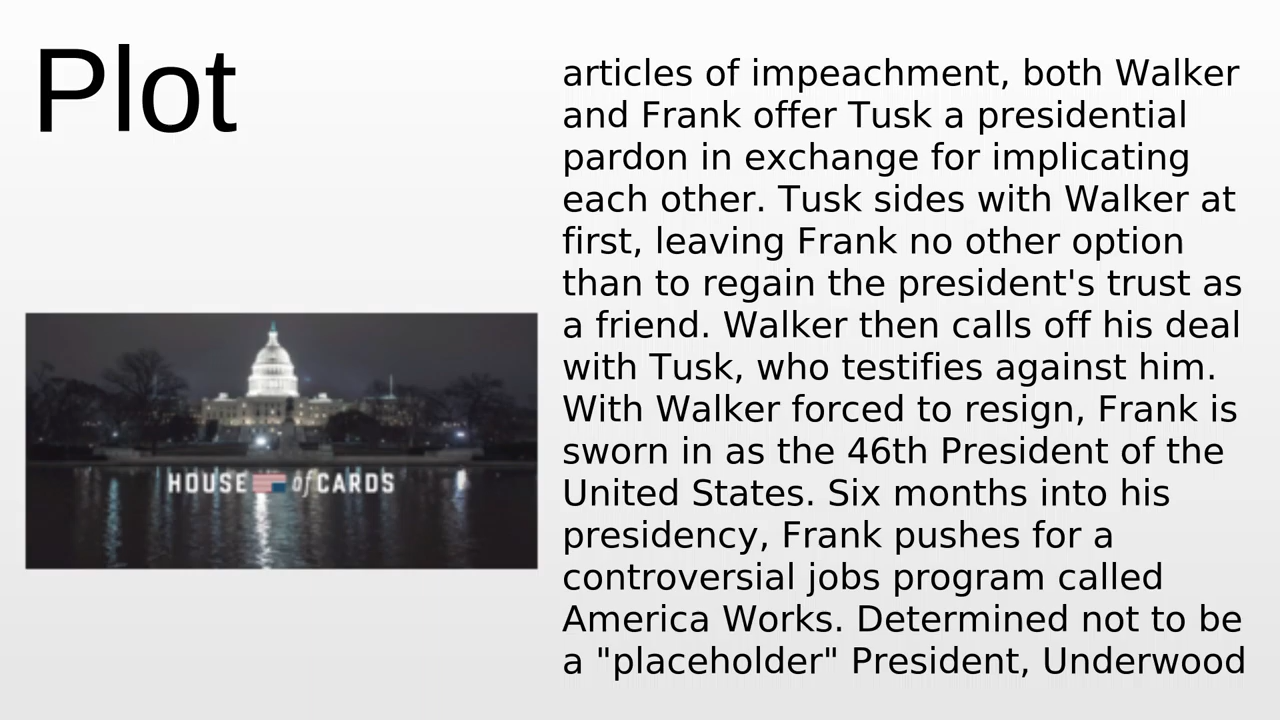 Plot
articles of impeachment, both Walker
and Frank offer Tusk a presidential
pardon in exchange for implicating
each other. Tusk sides with Walker at
first, leaving Frank no other option
than to regain the president's trust as
a friend. Walker then calls off his deal
with Tusk, who testifies against him.
With Walker forced to resign, Frank is
sworn in as the 46th President of the
United States. Six months into his
presidency, Frank pushes for a
controversial jobs program called
America Works. Determined not to be
a "placeholder" President, Underwood
HOUSE of CARDS